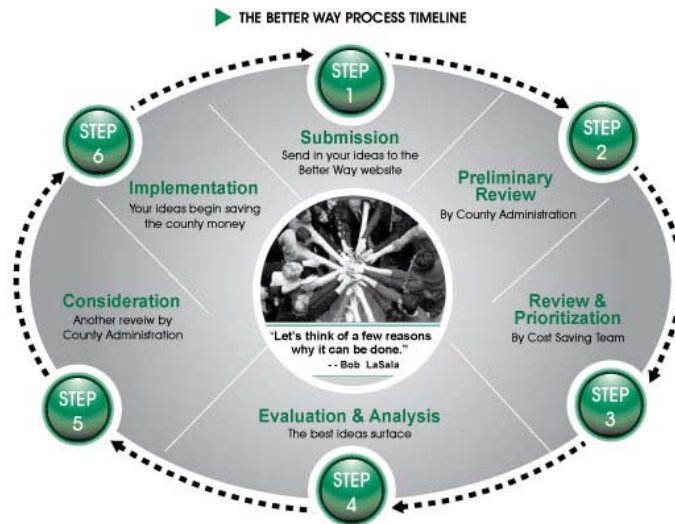 THE BETTER WAY PROCESS TIMELINE
STEP
1
Submission
Send in your ideas to the
Better Way website
STEP
2
Preliminary
Review
By County Administration
STEP
3
Review &
Prioritization
By Cost Saving Team
STEP
4
Evaluation & Analysis
The best ideas surface
STEP
5
Consideration
Another reveiw by
County Administration
STEP
6
Implementation
Your ideas begin saving
the county money
"Let's think of a few reasons
why it can be done."
-- Bob LaSala